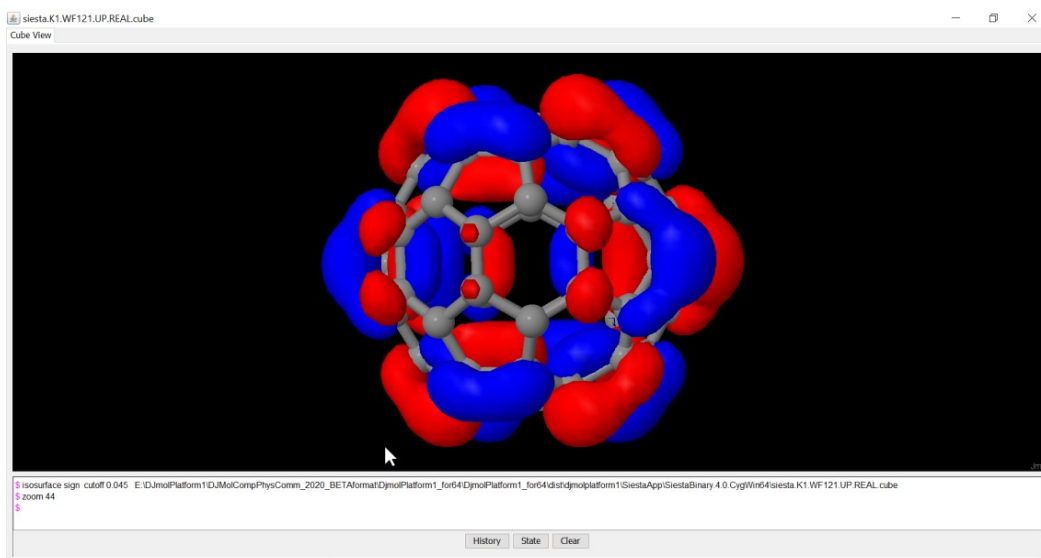 siesta.K1.WF121.UP.REAL.cube
Cube View
Jm
$ isosurface sign cutoff 0.045 E:\DJmolPlatform1\DJMolCompPhysComm_2020_BETAformat\DjmolPlatform1_for64\DjmolPlatform1_for64\dist\djmolplatform1\SiestaApp\SiestaBinary.4.0.CygWin64\siesta.K1.WF121.UP.REAL.cube
$ zoom 44
$
History State Clear